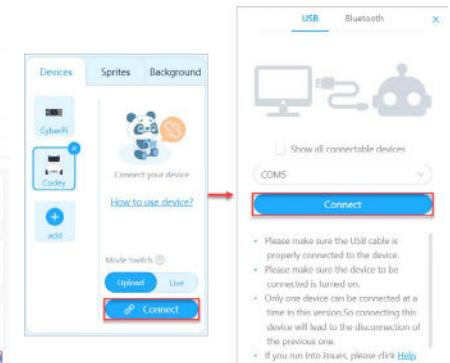 Devices Sprites Background
CyberPi
Codey
add
Connect your device
How to use device?
Mode Switch
Upload Live
Connect
USB Bluetooth
Show all connectable devices
COM5
Connect
Please make sure the USB cable is
properly connected to the device.
Please make sure the device to be
connected is turned on.
Only one device can be connected at a
time in this version.So connecting this
device will lead to the disconnection of
the previous one.
If you run into issues, please click Help